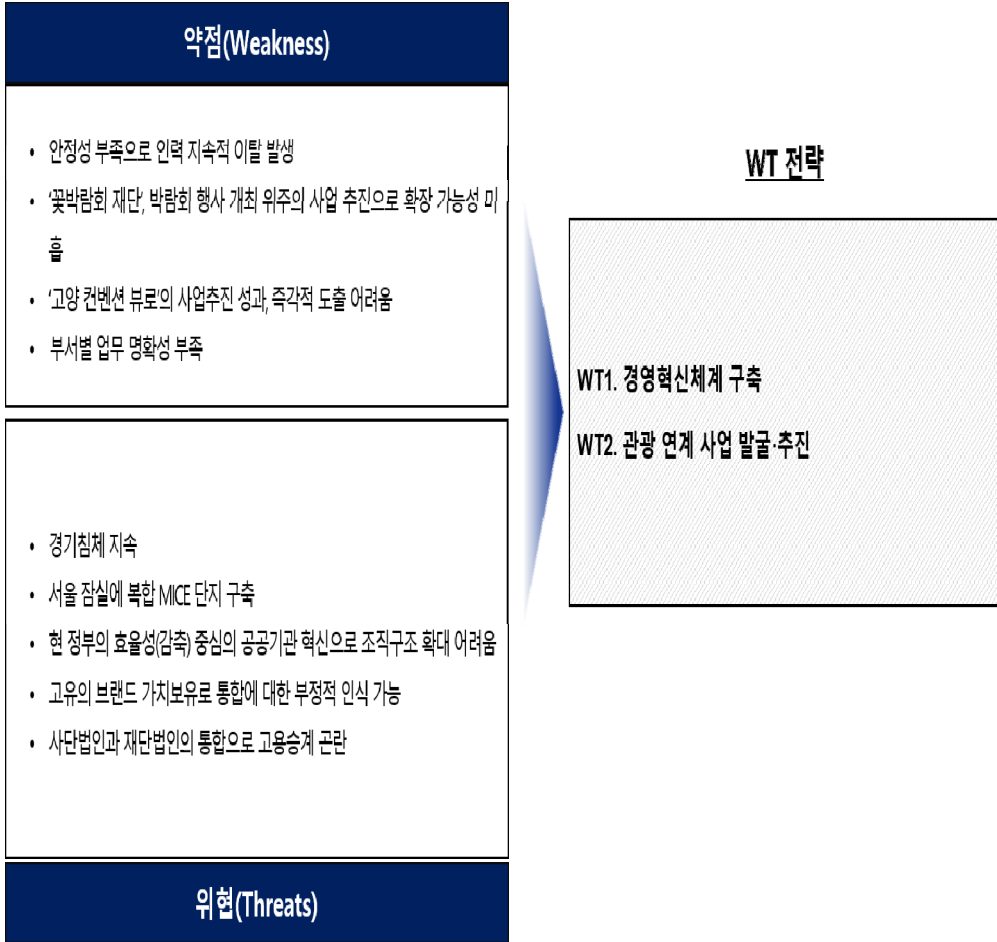 약점(Weakness)
• 안정성 부족으로 인력 지속적 이탈 발생
• ‘꽃박람회 재단’, 박람회 행사 개최 위주의 사업 추진으로 확장 가능성 미
흡
• ‘고양 컨벤션 뷰로’의 사업추진 성과, 즉각적 도출 어려움
• 부서별 업무 명확성 부족
• 경기침체 지속
• 서울 잠실에 복합 MICE 단지 구축
• 현 정부의 효율성(감축) 중심의 공공기관 혁신으로 조직구조 확대 어려움
• 고유의 브랜드 가치보유로 통합에 대한 부정적 인식 가능
• 사단법인과 재단법인의 통합으로 고용승계 곤란
위협(Threats)
WT 전략
WT1. 경영혁신체계 구축
WT2. 관광 연계 사업 발굴·추진